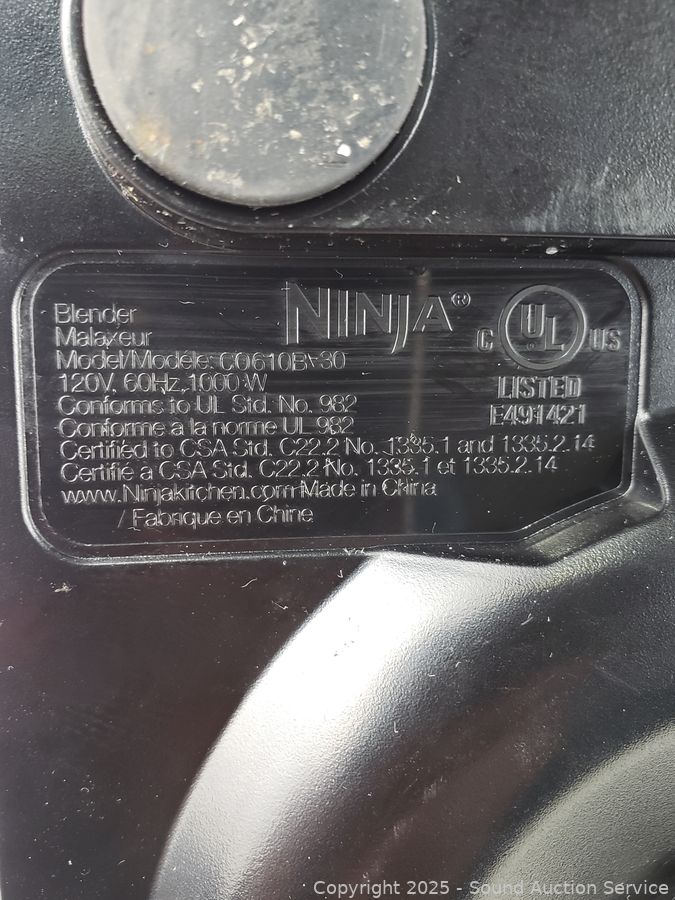 NINJA®
Blender
Malaxeur
Model/Modèle: CO610B 30
120V, 60Hz, 1000 W
Conforms to UL Std. No. 982
Conforme a la norme UL 982
Certified to CSA Std. C22.2 No. 1335.1 and 1335.2.14
Certifié à CSA Std. C22.2 No. 1335.1 et 1335.2.14
www.Ninjakitchen.com Made in China
/ Fabrique en Chine
C UL US
LISTED
E491421
Copyright 2025 - Sound Auction Service